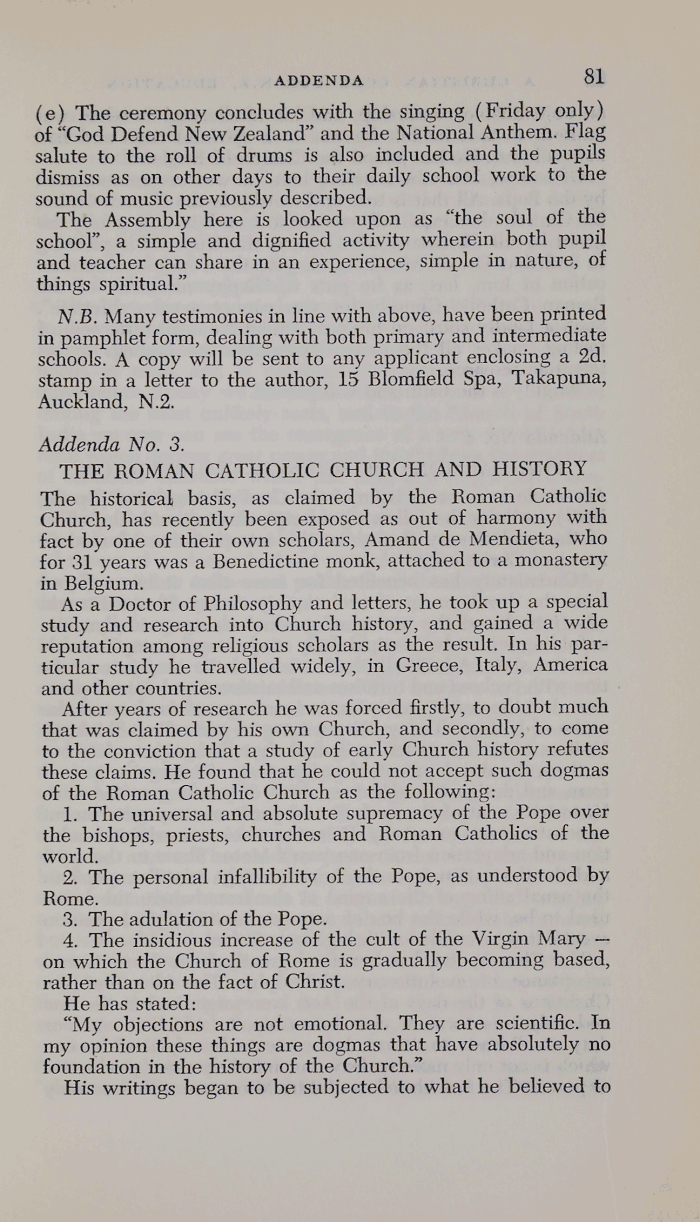 ADDENDA 81
(e) The ceremony concludes with the singing (Friday only)
of “God Defend New Zealand” and the National Anthem. Flag
salute to the roll of drums is also included and the pupils
dismiss as on other days to their daily school work to the
sound of music previously described.
The Assembly here is looked upon as “the soul of the
school”, a simple and dignified activity wherein both pupil
and teacher can share in an experience, simple in nature, of
things spiritual.”
N.B. Many testimonies in line with above, have been printed
in pamphlet form, dealing with both primary and intermediate
schools. A copy will be sent to any applicant enclosing a 2d.
stamp in a letter to the author, 15 Blomfield Spa, Takapuna,
Auckland, N.2.
Addenda No. 3.
THE ROMAN CATHOLIC CHURCH AND HISTORY
The historical basis, as claimed by the Roman Catholic
Church, has recently been exposed as out of harmony with
fact by one of their own scholars, Amand de Mendieta, who
for 31 years was a Benedictine monk, attached to a monastery
in Belgium.
As a Doctor of Philosophy and letters, he took up a special
study and research into Church history, and gained a wide
reputation among religious scholars as the result. In his par-
ticular study he travelled widely, in Greece, Italy, America
and other countries.
After years of research he was forced firstly, to doubt much
that was claimed by his own Church, and secondly, to come
to the conviction that a study of early Church history refutes
these claims. He found that he could not accept such dogmas
of the Roman Catholic Church as the following:
1. The universal and absolute supremacy of the Pope over
the bishops, priests, churches and Roman Catholics of the
world.
2. The personal infallibility of the Pope, as understood by
Rome.
3. The adulation of the Pope.
4. The insidious increase of the cult of the Virgin Mary —
on which the Church of Rome is gradually becoming based,
rather than on the fact of Christ.
He has stated:
“My objections are not emotional. They are scientific. In
my opinion these things are dogmas that have absolutely no
foundation in the history of the Church.”
His writings began to be subjected to what he believed to